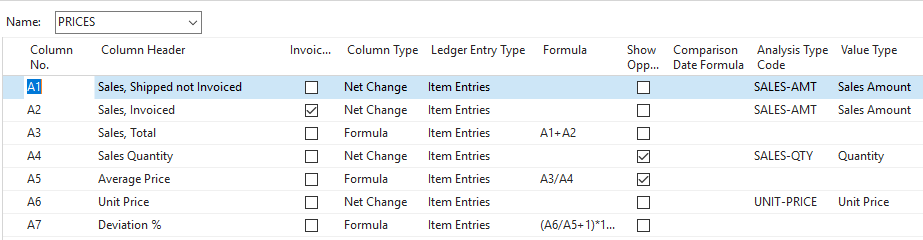 Name: PRICES
Column No. Column Header Invoic... Column Type Ledger Entry Type Formula Show Opp... Comparison Date Formula Analysis Type Code Value Type
A1 Sales, Shipped not Invoiced Net Change Item Entries SALES-AMT Sales Amount
A2 Sales, Invoiced Net Change Item Entries SALES-AMT Sales Amount
A3 Sales, Total Formula Item Entries A1+A2
A4 Sales Quantity Net Change Item Entries SALES-QTY Quantity
A5 Average Price Formula Item Entries A3/A4
A6 Unit Price Net Change Item Entries UNIT-PRICE Unit Price
A7 Deviation % Formula Item Entries (A6/A5+1)*1...